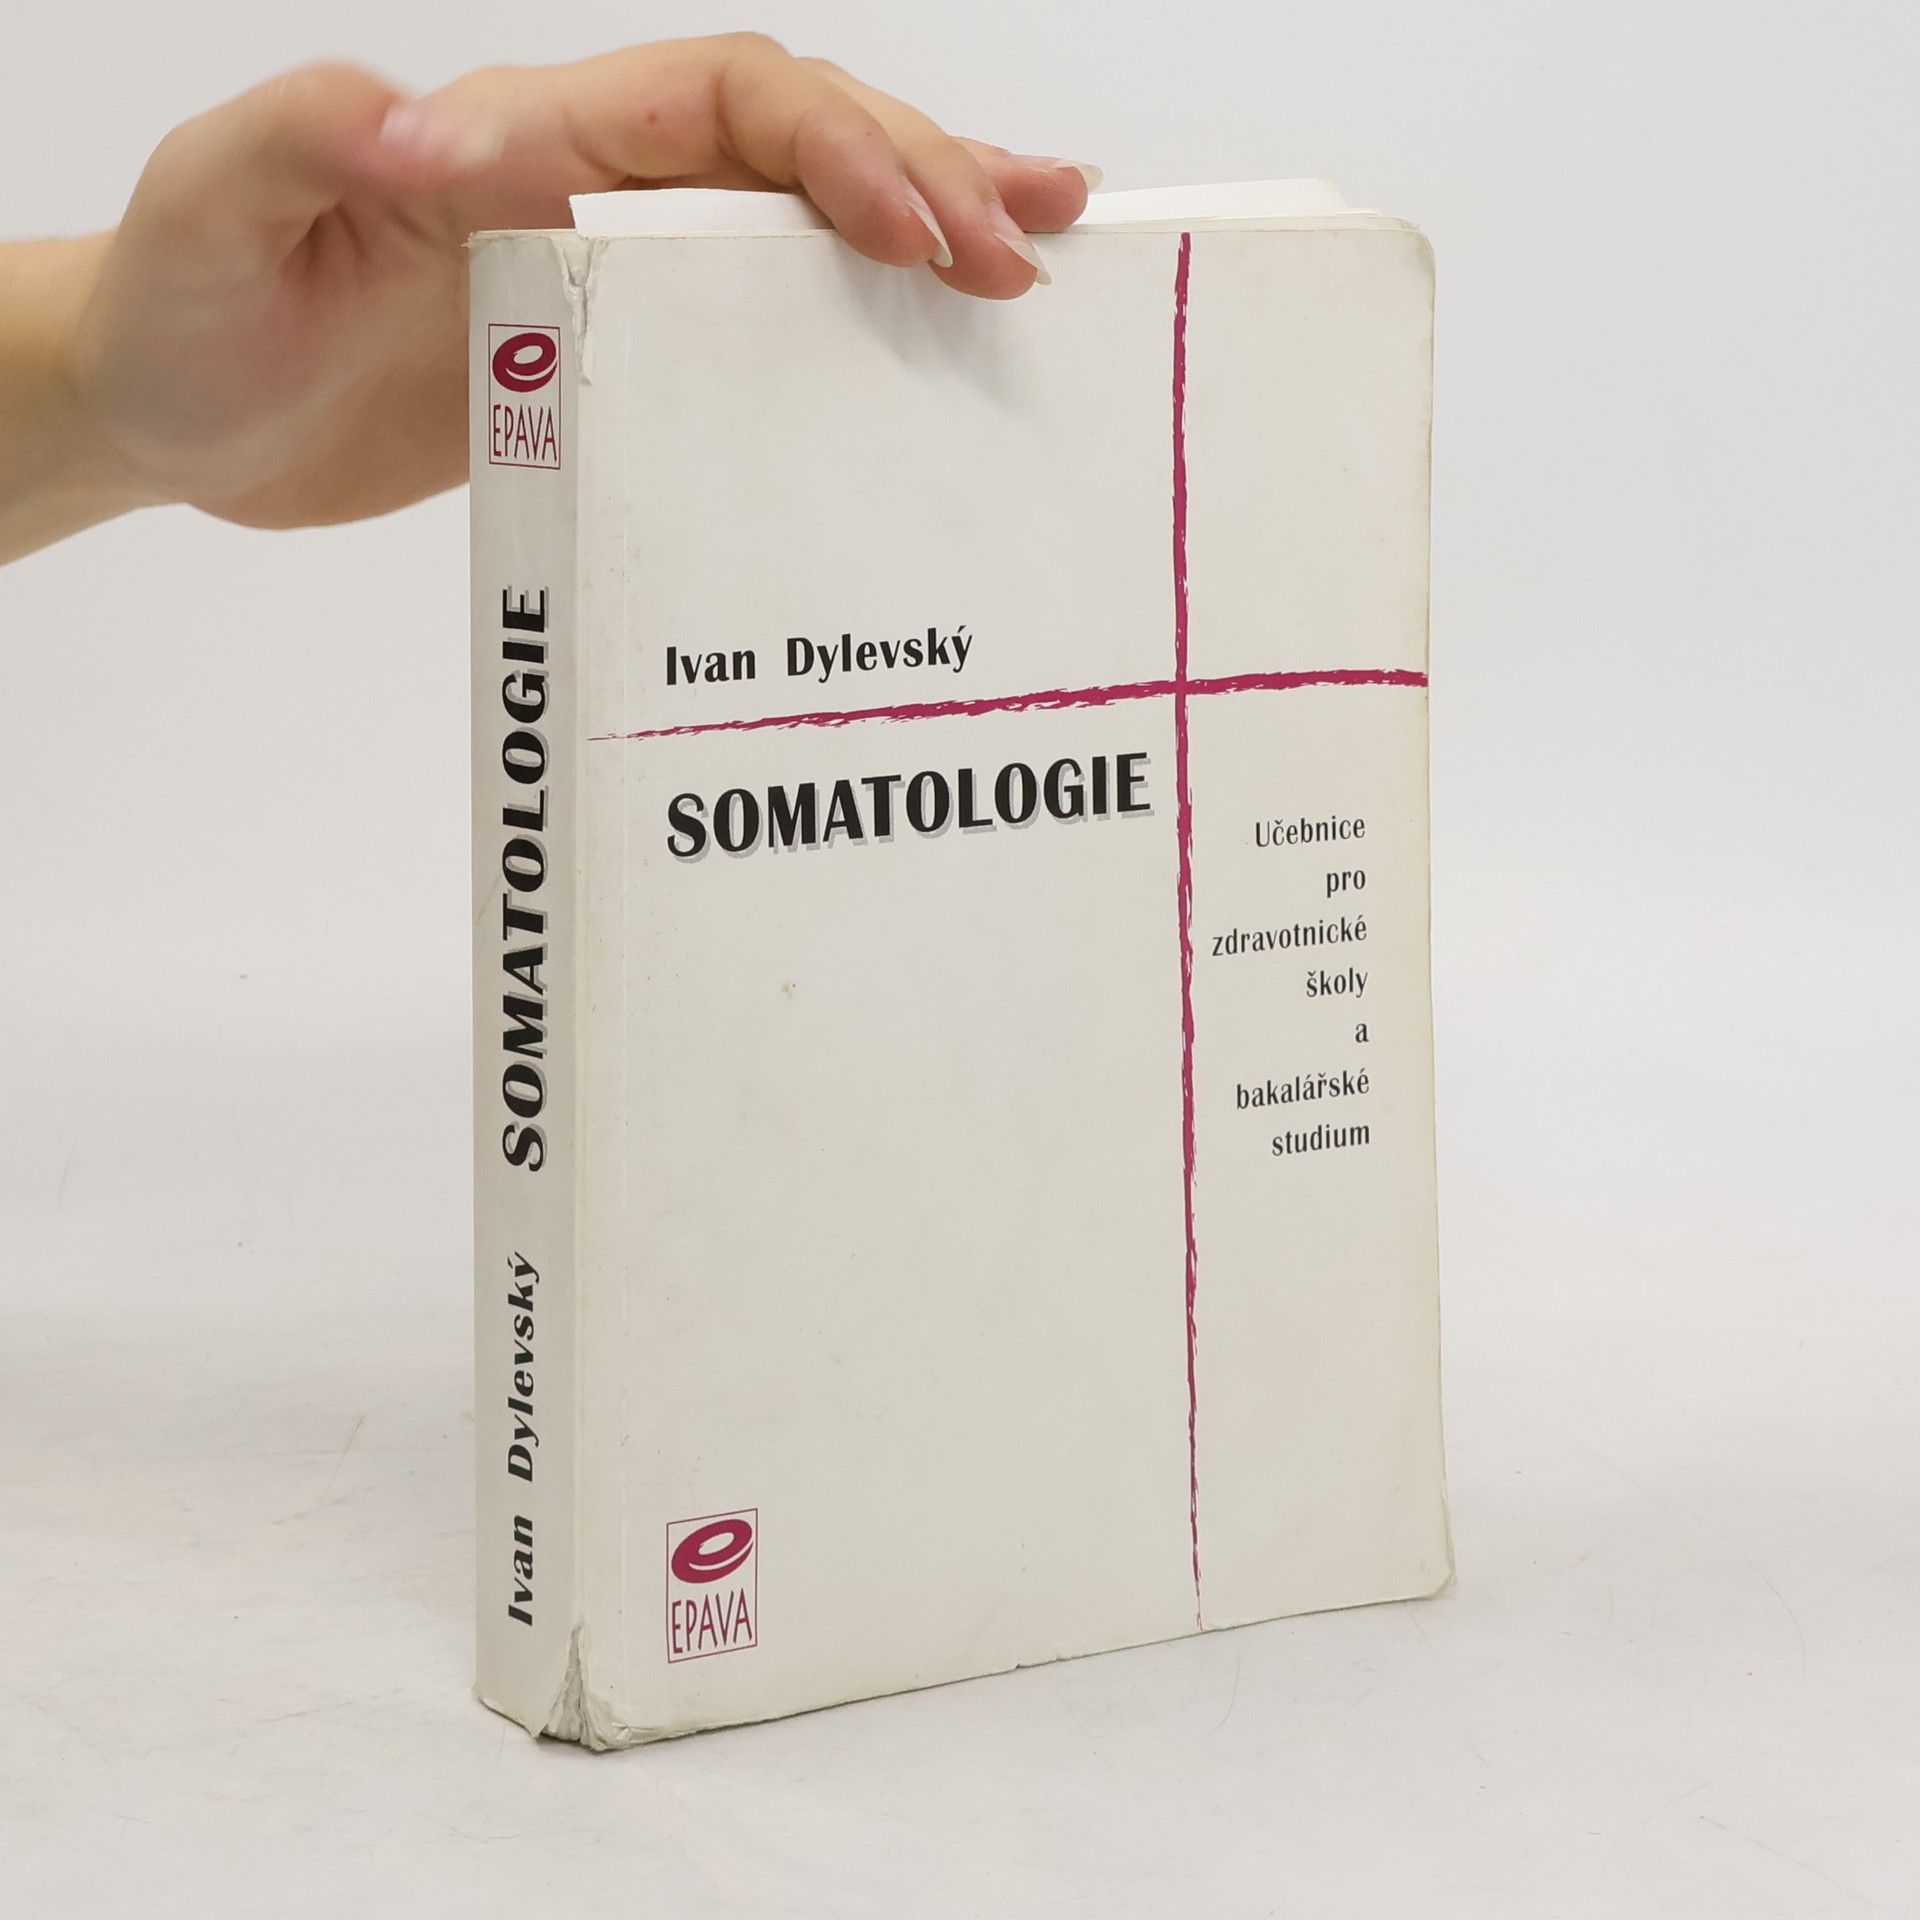 EPAVA
SOMATOLOGIE
Ivan Dylevský
Ivan Dylevský
SOMATOLOGIE
Učebnice
pro
zdravotnické
školy
a
bakalářské
studium
EPAVA